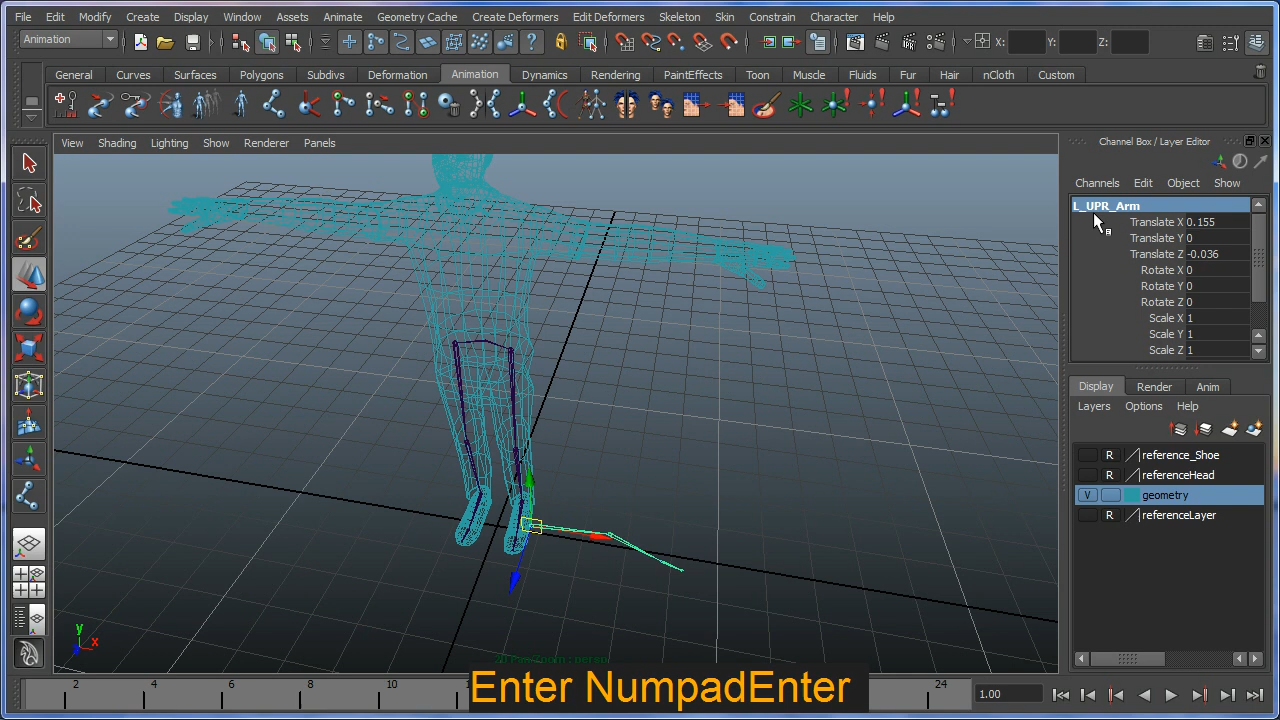 File Edit Modify Create Display Window Assets Animate Geometry Cache Create Deformers Edit Deformers Skeleton Skin Constrain Character Help
Animation X: Y: Z:
General Curves Surfaces Polygons Subdivs Deformation Animation Dynamics Rendering PaintEffects Toon Muscle Fluids Fur Hair nCloth Custom
View Shading Lighting Show Renderer Panels
Channel Box / Layer Editor
Channels Edit Object Show
L_UPR_Arm
Translate X 0.155
Translate Y 0
Translate Z -0.036
Rotate X 0
Rotate Y 0
Rotate Z 0
Scale X 1
Scale Y 1
Scale Z 1
Display Render Anim
Layers Options Help
R reference_Shoe
R referenceHead
V geometry
R referenceLayer
y
x
2D Pan/Zoom : persp
Enter NumpadEnter
2 4 6 8 10 24 1.00